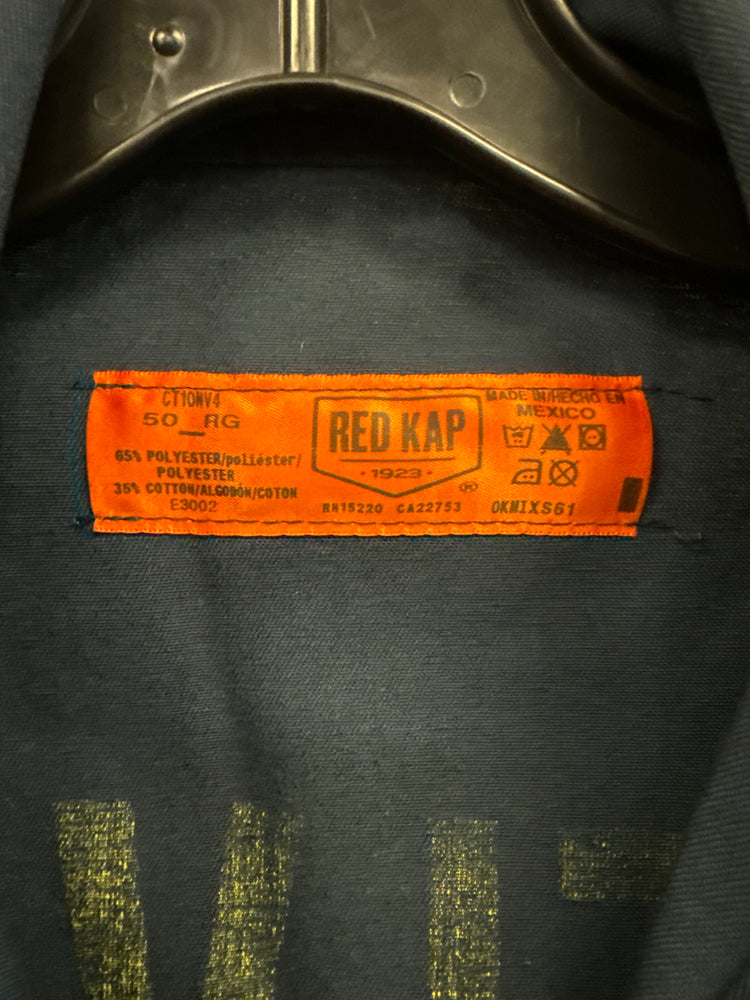 CT10NV4
50_RG
65% POLYESTER/poliéster/
POLYESTER
35% COTTON/ALGODÓN/COTON
E3002
RED KAP
· 1923 ·
®
RN15220 CA22753
MADE IN/HECHO EN
MEXICO
OKMIXS61